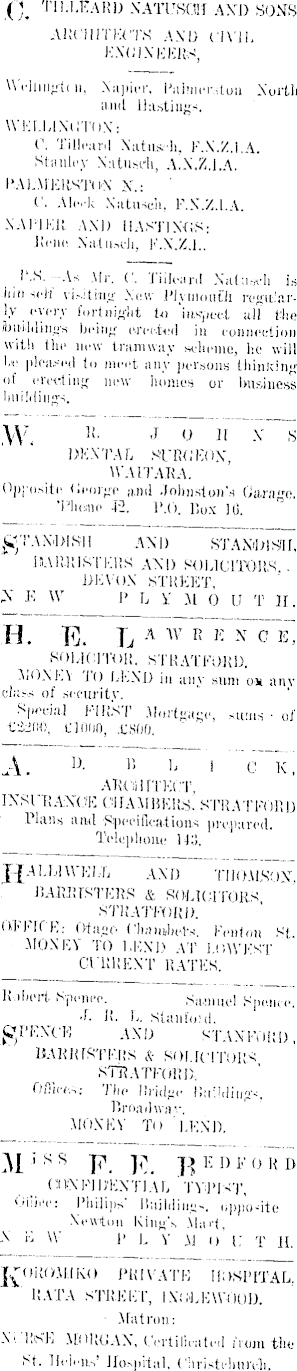 C. TILLEARD NATUSCH AND SONS
ARCHITECTS AND CIVIL
ENGINEERS,
Wellington, Napier, Palmerston North
and Hastings.
WELLINGTON:
C. Tilleard Natusch, F.N.Z.I.A.
Stanley Natusch, A.N.Z.I.A.
PALMERSTON N.:
C. Aleck Natusch, F.N.Z.I.A.
NAPIER AND HASTINGS:
Rene Natusch, F.N.Z.I..
P.S.—As Mr. C. Tilleard Natusch is
himself visiting New Plymouth regular-
ly every fortnight to inspect all the
buildings being erected in connection
with the new tramway scheme, he will
be pleased to meet any persons thinking
of erecting new homes or business
buildings.
W. R. JOHNS
DENTAL SURGEON,
WAITARA.
Opposite George and Johnston's Garage.
'Phone 42. P.O. Box 16.
STANDISH AND STANDISH,
BARRISTERS AND SOLICITORS,
DEVON STREET,
NEW PLYMOUTH.
H. E. LAWRENCE,
SOLICITOR, STRATFORD.
MONEY TO LEND in any sum on any
class of security.
Special FIRST Mortgage, sums of
£2200, £1000, £800.
A. D. BLICK,
ARCHITECT,
INSURANCE CHAMBERS, STRATFORD
Plans and Specifications prepared.
Telephone 143.
HALLIWELL AND THOMSON,
BARRISTERS & SOLICITORS,
STRATFORD.
OFFICE: Otago Chambers, Fenton St.
MONEY TO LEND AT LOWEST
CURRENT RATES.
Robert Spence. Samuel Spence.
J. R. L. Stanford.
SPENCE AND STANFORD,
BARRISTERS & SOLICITORS,
STRATFORD.
Offices: The Bridge Buildings,
Broadway.
MONEY TO LEND.
MISS F. E. BEDFORD
CONFIDENTIAL TYPIST,
Office: Philips' Buildings, opposite
Newton King's Mart,
NEW PLYMOUTH.
KOROMIKO PRIVATE HOSPITAL,
RATA STREET, INGLEWOOD.
Matron:
NURSE MORGAN, Certificated from the
St. Helens' Hospital, Christchurch.